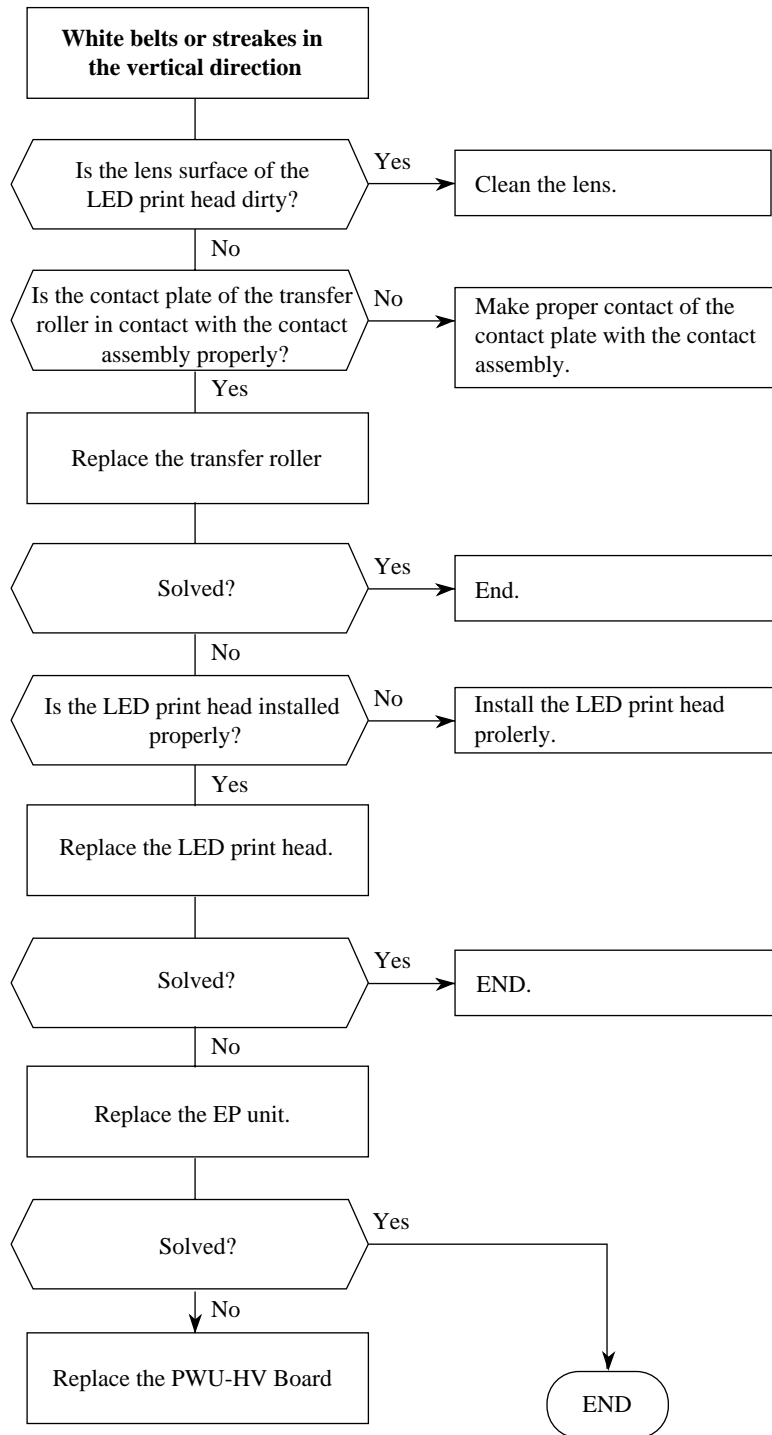 White belts or streakes in
the vertical direction
Is the lens surface of the
LED print head dirty?
Yes
Clean the lens.
No
Is the contact plate of the transfer
roller in contact with the contact
assembly properly?
No
Make proper contact of the
contact plate with the contact
assembly.
Yes
Replace the transfer roller
Solved?
Yes
End.
No
Is the LED print head installed
properly?
No
Install the LED print head
prolerly.
Yes
Replace the LED print head.
Solved?
Yes
END.
No
Replace the EP unit.
Solved?
Yes
No
Replace the PWU-HV Board
END